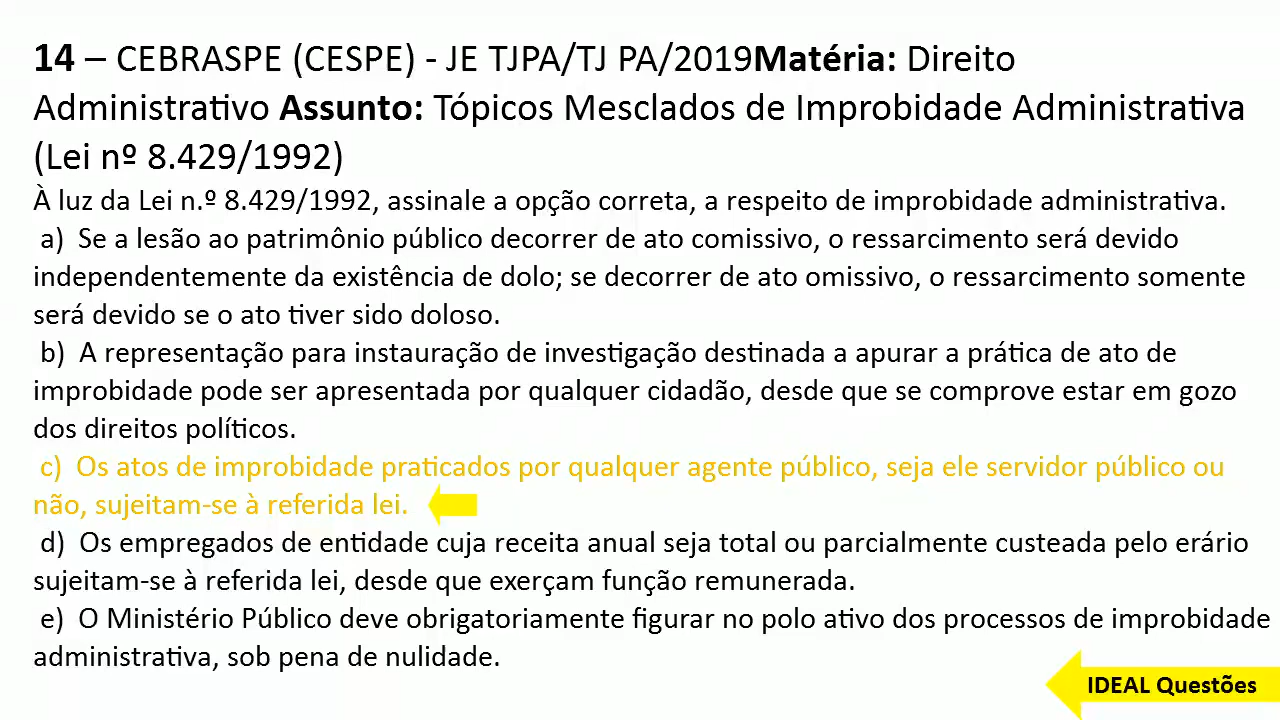 14 – CEBRASPE (CESPE) - JE TJPA/TJ PA/2019Matéria: Direito
Administrativo Assunto: Tópicos Mesclados de Improbidade Administrativa
(Lei nº 8.429/1992)
À luz da Lei n.º 8.429/1992, assinale a opção correta, a respeito de improbidade administrativa.
a) Se a lesão ao patrimônio público decorrer de ato comissivo, o ressarcimento será devido
independentemente da existência de dolo; se decorrer de ato omissivo, o ressarcimento somente
será devido se o ato tiver sido doloso.
b) A representação para instauração de investigação destinada a apurar a prática de ato de
improbidade pode ser apresentada por qualquer cidadão, desde que se comprove estar em gozo
dos direitos políticos.
c) Os atos de improbidade praticados por qualquer agente público, seja ele servidor público ou
não, sujeitam-se à referida lei.
d) Os empregados de entidade cuja receita anual seja total ou parcialmente custeada pelo erário
sujeitam-se à referida lei, desde que exerçam função remunerada.
e) O Ministério Público deve obrigatoriamente figurar no polo ativo dos processos de improbidade
administrativa, sob pena de nulidade.
IDEAL Questões